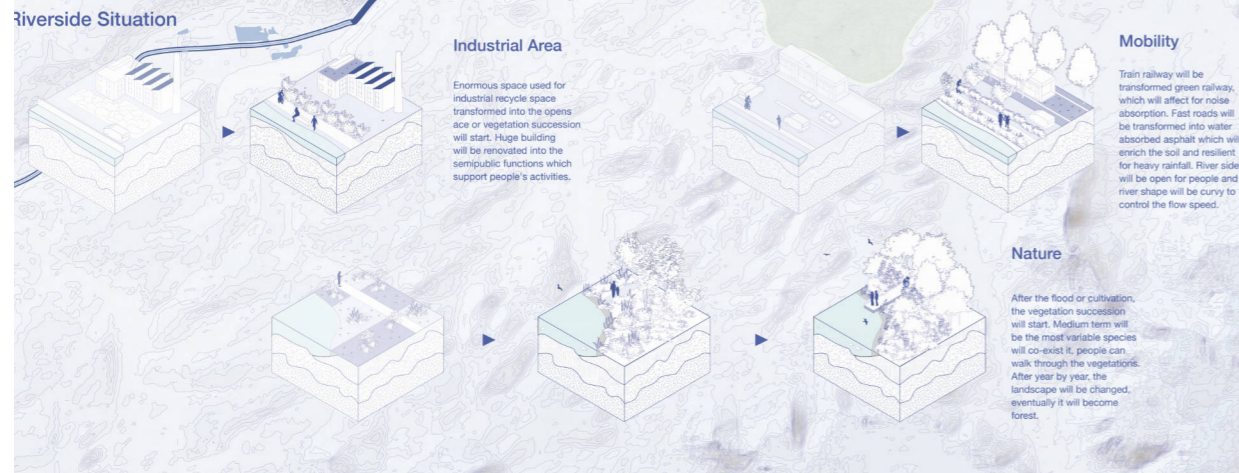 Riverside Situation
Industrial Area
Enormous space used for
industrial recycle space
transformed into the opens
ace or vegetation succession
will start. Huge building
will be renovated into the
semipublic functions which
support people's activities.
Mobility
Train railway will be
transformed green railway,
which will affect for noise
absorption. Fast roads will
be transformed into water
absorbed asphalt which will
enrich the soil and resilient
for heavy rainfall. River side
will be open for people and
river shape will be curvy to
control the flow speed.
Nature
After the flood or cultivation,
the vegetation succession
will start. Medium term will
be the most variable species
will co-exist it, people can
walk through the vegetations.
After year by year, the
landscape will be changed,
eventually it will become
forest.